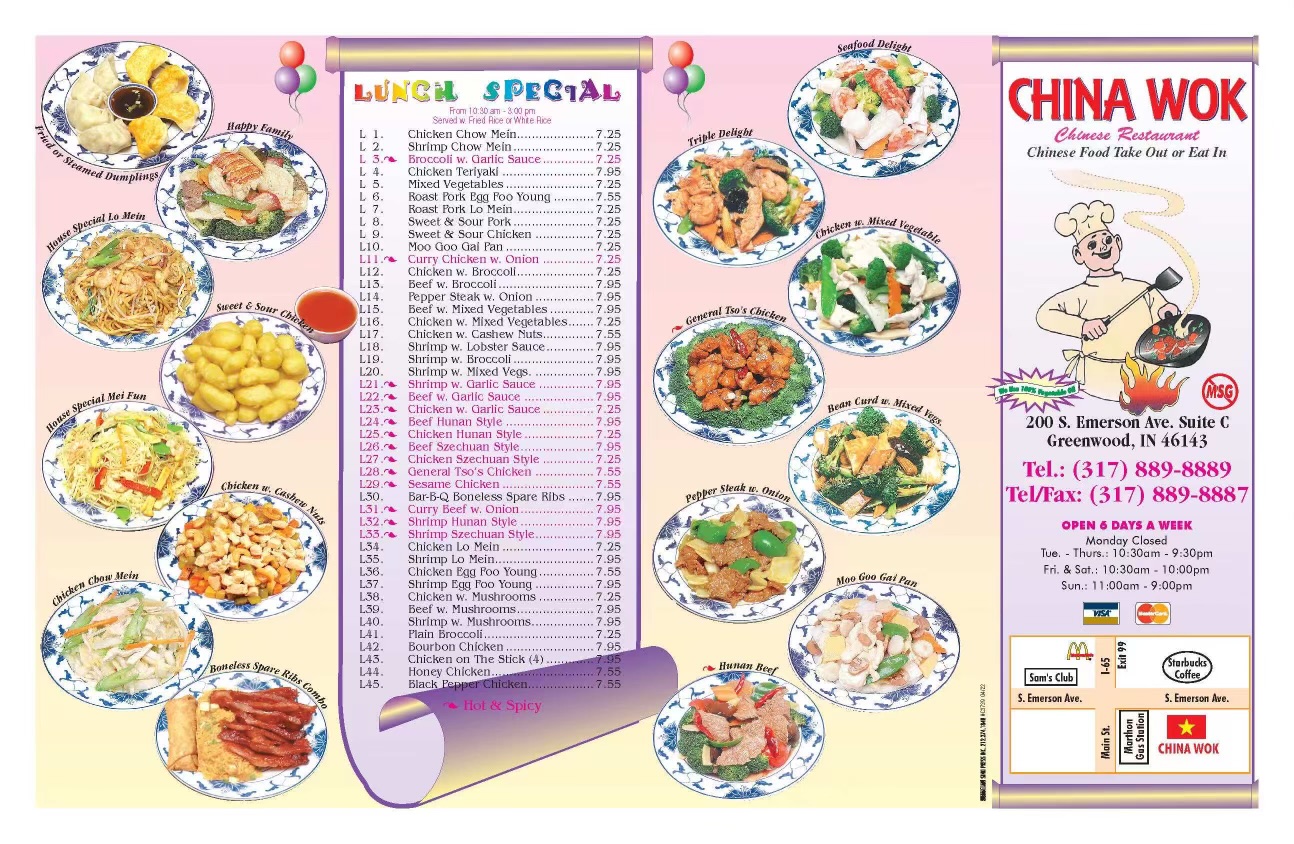 Fried or Steamed Dumplings
Happy Family
House Special Lo Mein
Sweet & Sour Chicken
House Special Mei Fun
Chicken w. Cashew Nuts
Chicken Chow Mein
Boneless Spare Ribs Combo
LUNCH SPECIAL
From 10:30 am - 3:00 pm
Served w. Fried Rice or White Rice
L 1. Chicken Chow Mein.....................7.25
L 2. Shrimp Chow Mein......................7.25
L 3. Broccoli w. Garlic Sauce..............7.25
L 4. Chicken Teriyaki..........................7.95
L 5. Mixed Vegetables........................7.25
L 6. Roast Pork Egg Foo Young...........7.55
L 7. Roast Pork Lo Mein......................7.25
L 8. Sweet & Sour Pork......................7.25
L 9. Sweet & Sour Chicken.................7.25
L10. Moo Goo Gai Pan........................7.25
L11. Curry Chicken w. Onion..............7.25
L12. Chicken w. Broccoli.....................7.25
L13. Beef w. Broccoli..........................7.95
L14. Pepper Steak w. Onion................7.95
L15. Beef w. Mixed Vegetables............7.95
L16. Chicken w. Mixed Vegetables.......7.25
L17. Chicken w. Cashew Nuts..............7.55
L18. Shrimp w. Lobster Sauce.............7.95
L19. Shrimp w. Broccoli......................7.95
L20. Shrimp w. Mixed Vegs.................7.95
L21. Shrimp w. Garlic Sauce...............7.95
L22. Beef w. Garlic Sauce...................7.95
L23. Chicken w. Garlic Sauce..............7.25
L24. Beef Hunan Style.........................7.95
L25. Chicken Hunan Style...................7.25
L26. Beef Szechuan Style....................7.95
L27. Chicken Szechuan Style...............7.25
L28. General Tso's Chicken.................7.55
L29. Sesame Chicken..........................7.55
L30. Bar-B-Q Boneless Spare Ribs.......7.95
L31. Curry Beef w. Onion....................7.95
L32. Shrimp Hunan Style.....................7.95
L33. Shrimp Szechuan Style................7.95
L34. Chicken Lo Mein.........................7.25
L35. Shrimp Lo Mein...........................7.95
L36. Chicken Egg Foo Young...............7.55
L37. Shrimp Egg Foo Young................7.95
L38. Chicken w. Mushrooms................7.25
L39. Beef w. Mushrooms.....................7.95
L40. Shrimp w. Mushrooms.................7.95
L41. Plain Broccoli..............................7.25
L42. Bourbon Chicken.........................7.95
L43. Chicken on The Stick (4)..............7.95
L44. Honey Chicken............................7.55
L45. Black Pepper Chicken..................7.55
Hot & Spicy
Seafood Delight
Triple Delight
Chicken w. Mixed Vegetable
General Tso's Chicken
Bean Curd w. Mixed Vegs.
Pepper Steak w. Onion
Moo Goo Gai Pan
Hunan Beef
CHINA WOK
Chinese Restaurant
Chinese Food Take Out or Eat In
We Use 100% Vegetable Oil
MSG
200 S. Emerson Ave. Suite C
Greenwood, IN 46143
Tel.: (317) 889-8889
Tel/Fax: (317) 889-8887
OPEN 6 DAYS A WEEK
Monday Closed
Tue. - Thurs.: 10:30am - 9:30pm
Fri. & Sat.: 10:30am - 10:00pm
Sun.: 11:00am - 9:00pm
VISA
MasterCard
Sam's Club
I-65
Exit 99
Starbucks
Coffee
S. Emerson Ave.
S. Emerson Ave.
Main St.
Marthon
Gas Station
CHINA WOK